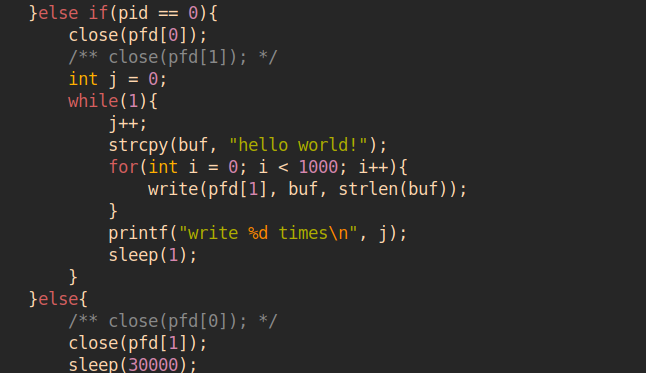 }else if(pid == 0){
    close(pfd[0]);
    /** close(pfd[1]); */
    int j = 0;
    while(1){
        j++;
        strcpy(buf, "hello world!");
        for(int i = 0; i < 1000; i++){
            write(pfd[1], buf, strlen(buf));
        }
        printf("write %d times\n", j);
        sleep(1);
    }
}else{
    /** close(pfd[0]); */
    close(pfd[1]);
    sleep(30000);